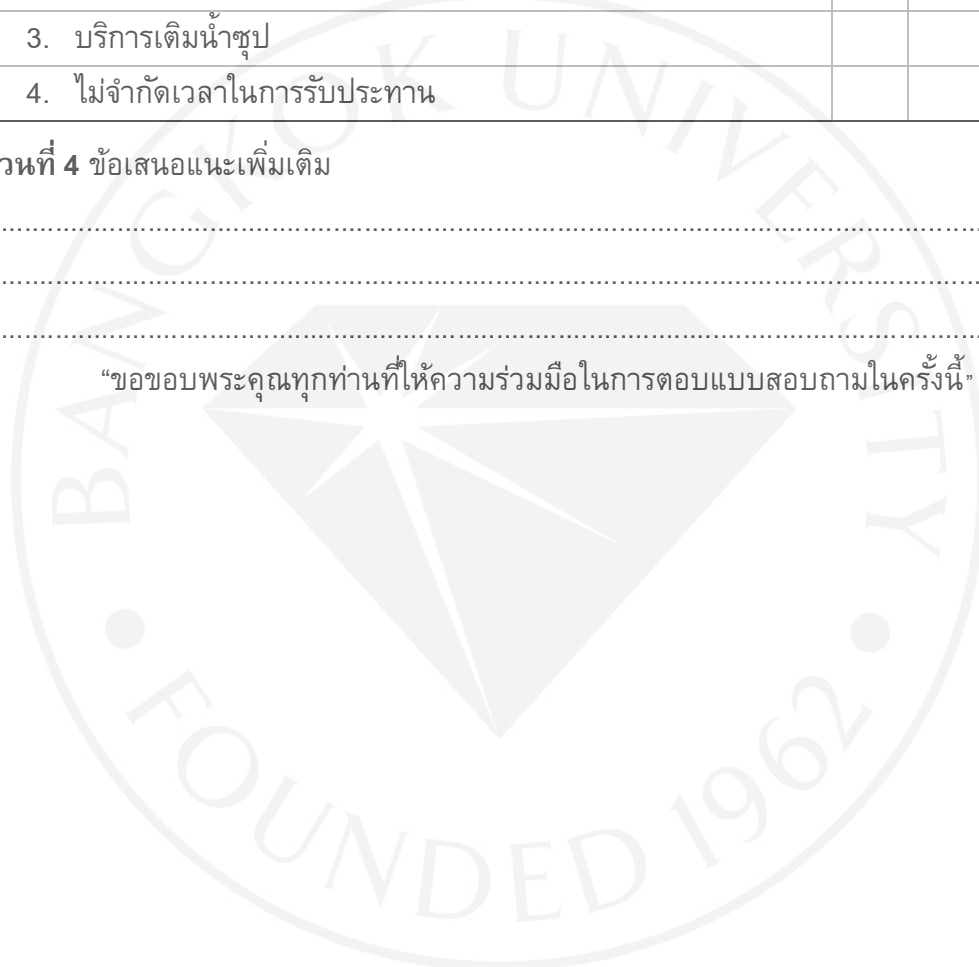 3. บริการเติมน้ำซุป
4. ไม่จำกัดเวลาในการรับประทาน
วนที่ 4 ข้อเสนอแนะเพิ่มเติม
“ขอขอบพระคุณทุกท่านที่ให้ความร่วมมือในการตอบแบบสอบถามในครั้งนี้”
BANGKOK UNIVERSITY
FOUNDED 1962